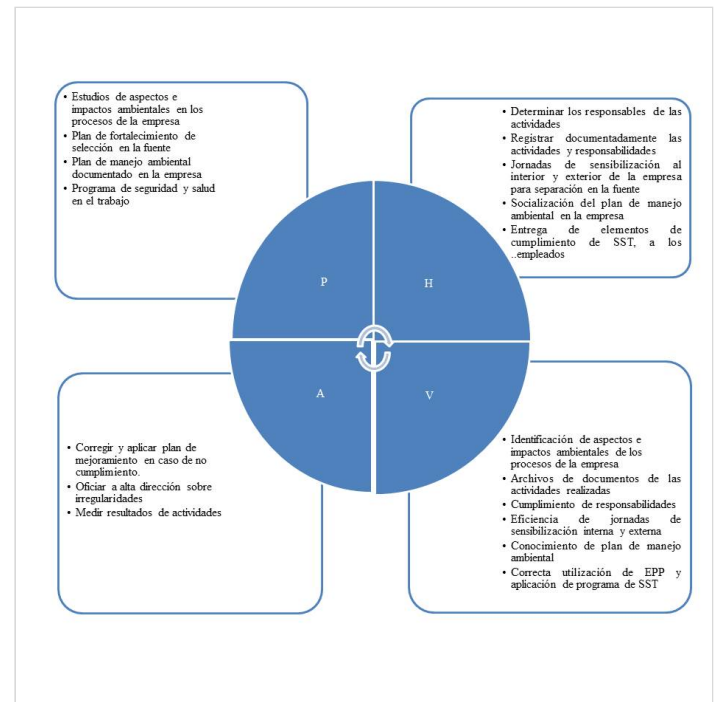 • Estudios de aspectos e
impactos ambientales en los
procesos de la empresa
• Plan de fortalecimiento de
selección en la fuente
• Plan de manejo ambiental
documentado en la empresa
• Programa de seguridad y salud
en el trabajo
• Determinar los responsables de las
actividades
• Registrar documentadamente las
actividades y responsabilidades
• Jornadas de sensibilización al
interior y exterior de la empresa
para separación en la fuente
• Socialización del plan de manejo
ambiental en la empresa
• Entrega de elementos de
cumplimiento de SST, a los
..empleados
P
H
A
V
• Corregir y aplicar plan de
mejoramiento en caso de no
cumplimiento.
• Oficiar a alta dirección sobre
irregularidades
• Medir resultados de actividades
• Identificación de aspectos e
impactos ambientales de los
procesos de la empresa
• Archivos de documentos de las
actividades realizadas
• Cumplimiento de responsabilidades
• Eficiencia de jornadas de
sensibilización interna y externa
• Conocimiento de plan de manejo
ambiental
• Correcta utilización de EPP y
aplicación de programa de SST